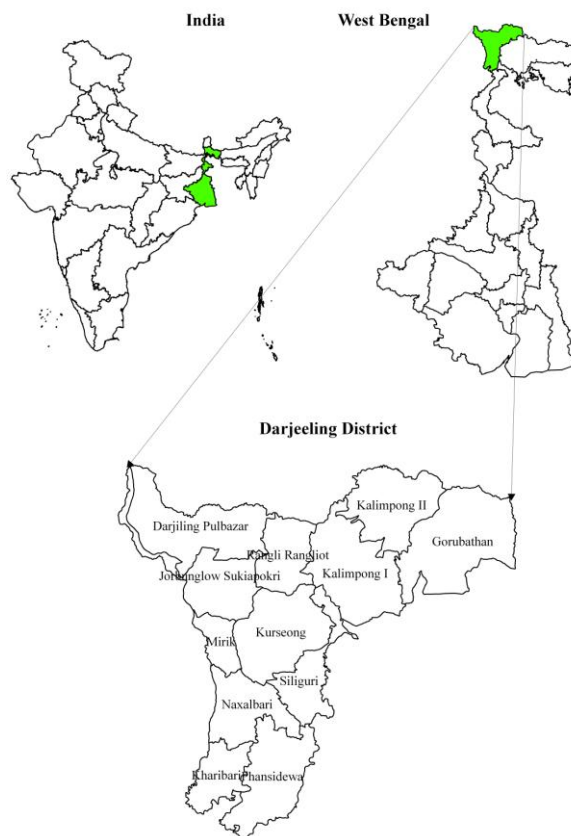 India
West Bengal
Darjeeling District
Kalimpong II
Darjiling Pulbazar
Gorubathan
Rangli Rangliot
Jorbunglow Sukiapokri
Kalimpong I
Kurseong
Mirik
Siliguri
Naxalbari
Kharibari
Phansidewa